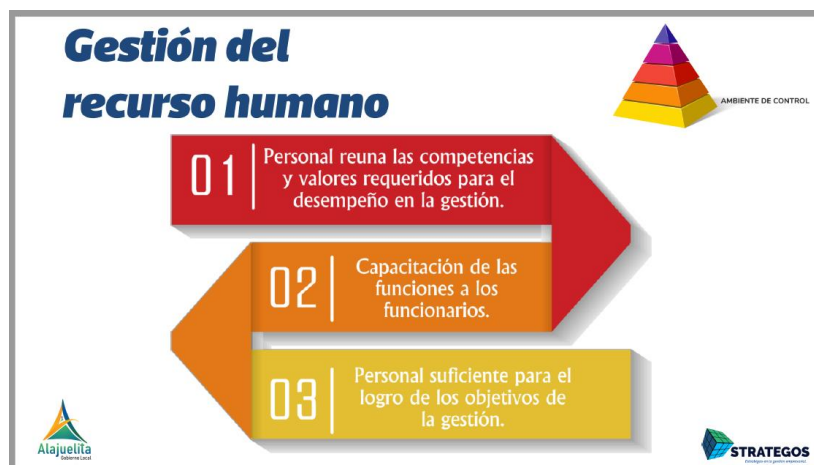 Gestión del
recurso humano
AMBIENTE DE CONTROL
01
Personal reuna las competencias
y valores requeridos para el
desempeño en la gestión.
02
Capacitación de las
funciones a los
funcionarios.
03
Personal suficiente para el
logro de los objetivos de
la gestión.
Alajuelita
Gobierno Local
STRATEGOS